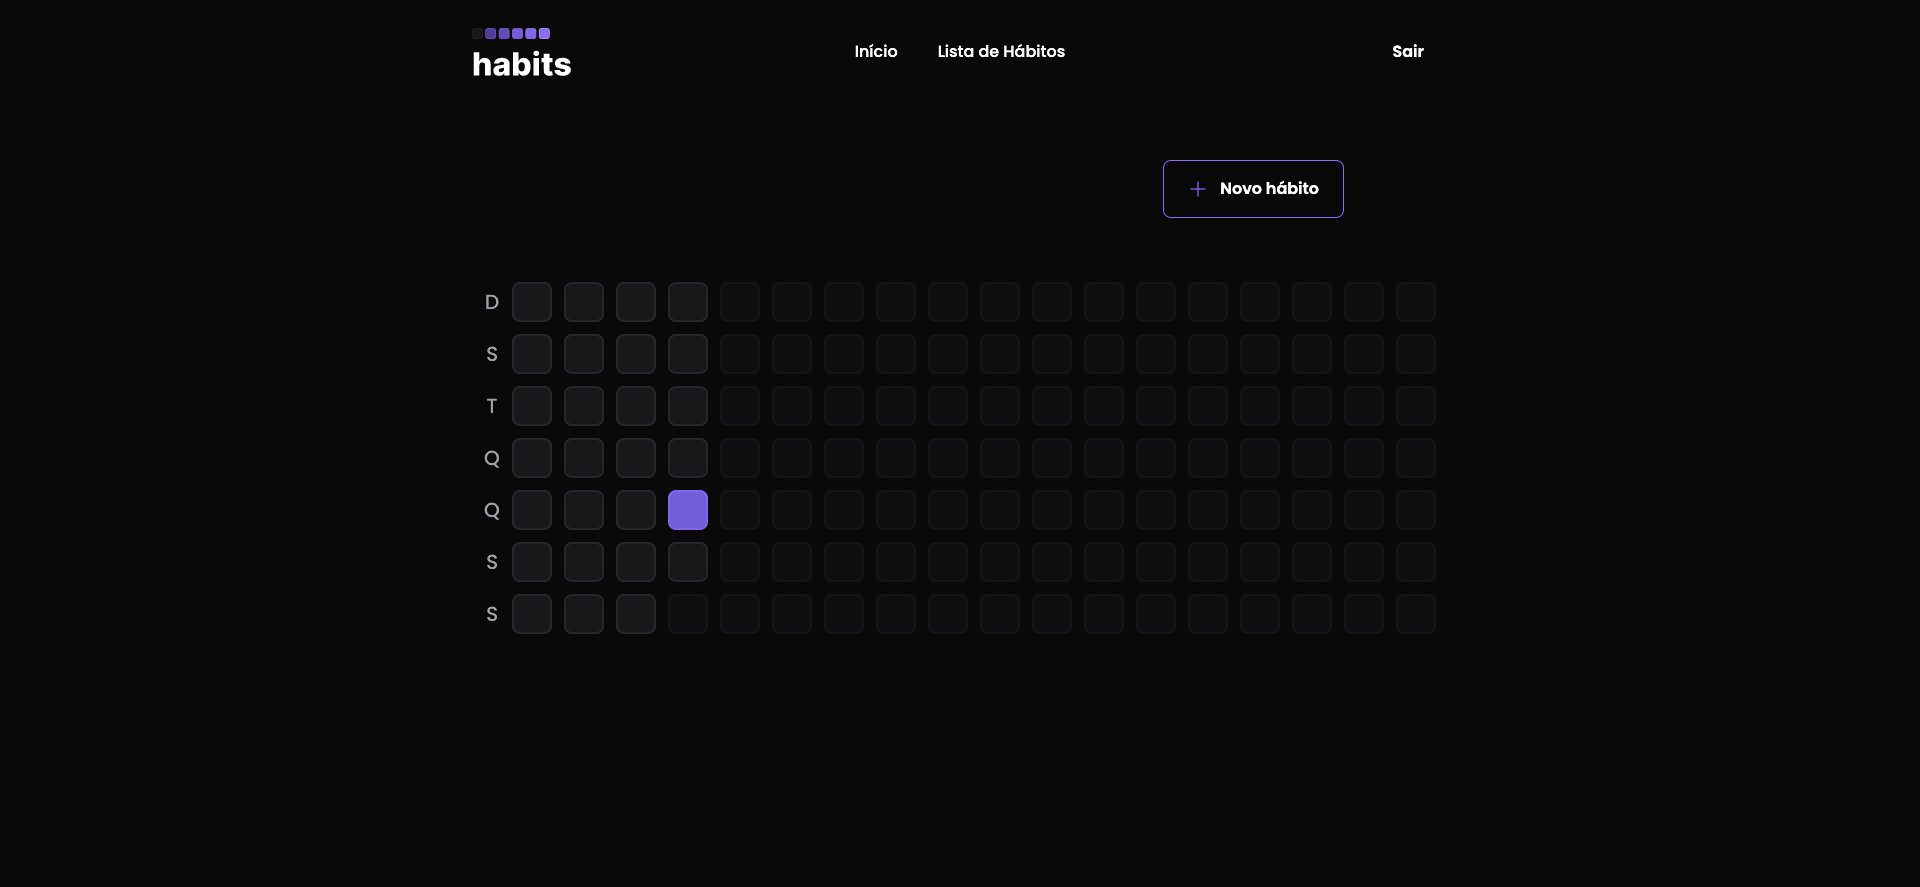 habits
Início
Lista de Hábitos
Sair
Novo hábito
D
S
T
Q
Q
S
S